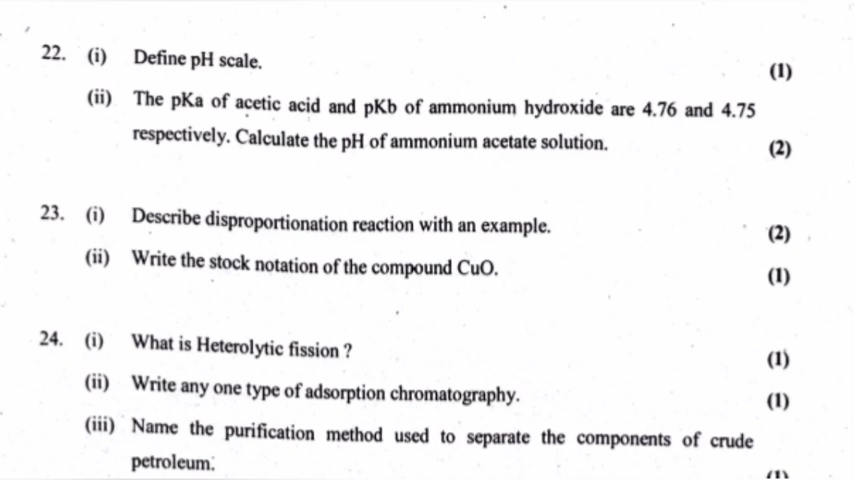 22. (i) Define pH scale. (1)
(ii) The pKa of acetic acid and pKb of ammonium hydroxide are 4.76 and 4.75
respectively. Calculate the pH of ammonium acetate solution. (2)
23. (i) Describe disproportionation reaction with an example. (2)
(ii) Write the stock notation of the compound CuO. (1)
24. (i) What is Heterolytic fission ? (1)
(ii) Write any one type of adsorption chromatography. (1)
(iii) Name the purification method used to separate the components of crude
petroleum. (1)